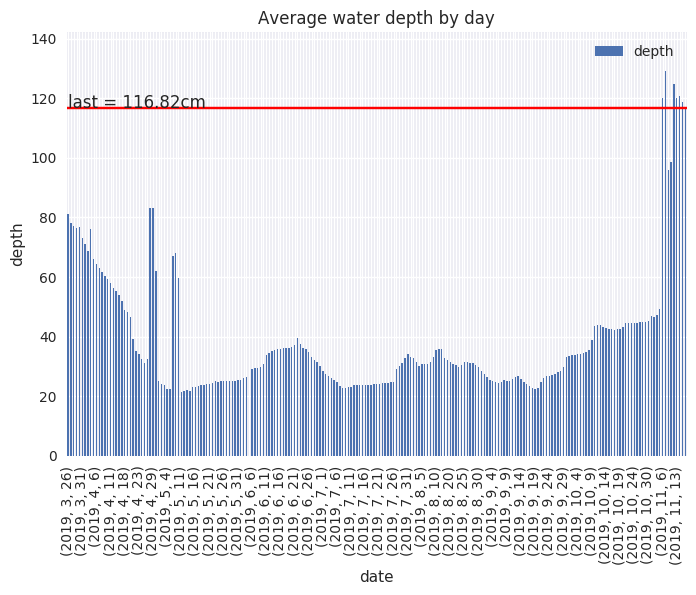 Average water depth by day
depth
last = 116.82cm
140
120
100
80
60
40
20
0
depth
(2019, 3, 26)
(2019, 3, 31)
(2019, 4, 6)
(2019, 4, 11)
(2019, 4, 18)
(2019, 4, 23)
(2019, 4, 29)
(2019, 5, 4)
(2019, 5, 11)
(2019, 5, 16)
(2019, 5, 21)
(2019, 5, 26)
(2019, 5, 31)
(2019, 6, 6)
(2019, 6, 11)
(2019, 6, 16)
(2019, 6, 21)
(2019, 6, 26)
(2019, 7, 1)
(2019, 7, 6)
(2019, 7, 11)
(2019, 7, 16)
(2019, 7, 21)
(2019, 7, 26)
(2019, 7, 31)
(2019, 8, 5)
(2019, 8, 10)
(2019, 8, 20)
(2019, 8, 25)
(2019, 8, 30)
(2019, 9, 4)
(2019, 9, 9)
(2019, 9, 14)
(2019, 9, 19)
(2019, 9, 24)
(2019, 9, 29)
(2019, 10, 4)
(2019, 10, 9)
(2019, 10, 14)
(2019, 10, 19)
(2019, 10, 24)
(2019, 10, 30)
(2019, 11, 6)
(2019, 11, 13)
date